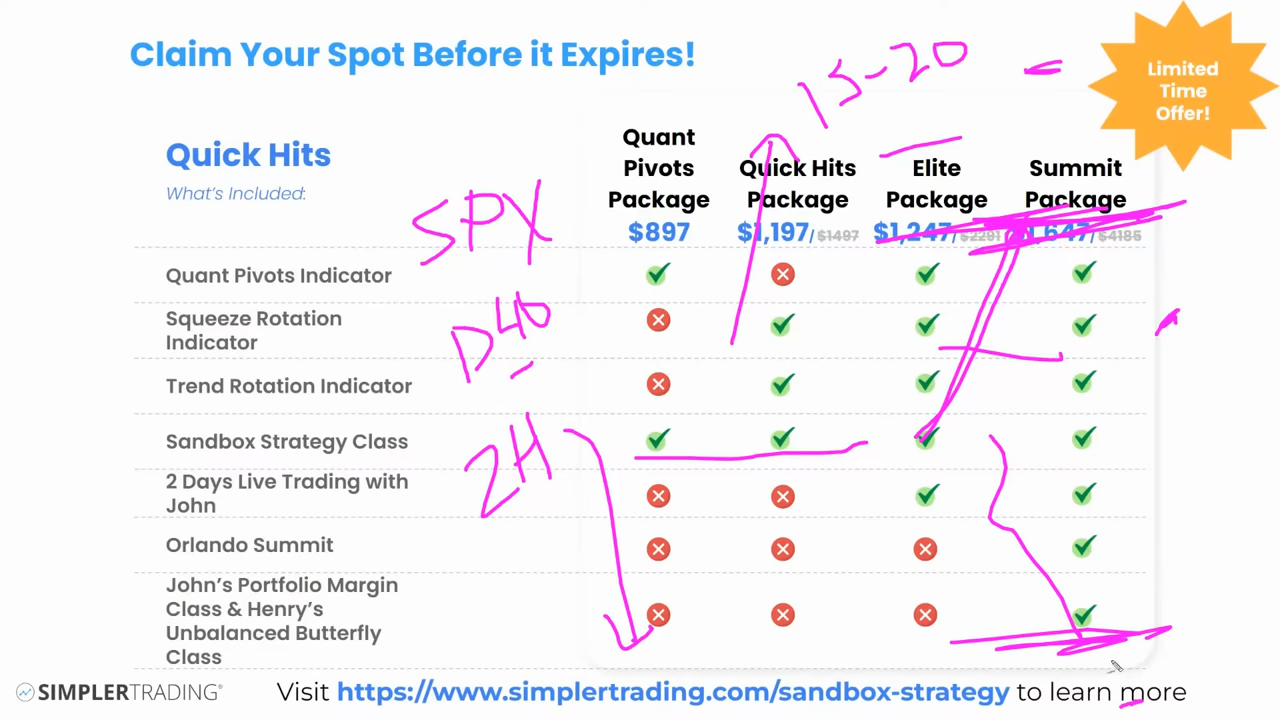 Claim Your Spot Before it Expires!
15-20
Limited
Time
Offer!
Quick Hits
What's Included:
Quant
Pivots
Package
$897
Quick Hits
Package
$1,197/ $1497
Elite
Package
$1,247/ $2291
Summit
Package
$1,647/ $4185
SPX
Quant Pivots Indicator
Squeeze Rotation
Indicator
D40
Trend Rotation Indicator
Sandbox Strategy Class
2H
2 Days Live Trading with
John
Orlando Summit
John's Portfolio Margin
Class & Henry's
Unbalanced Butterfly
Class
SIMPLERTRADING®
Visit https://www.simplertrading.com/sandbox-strategy to learn more